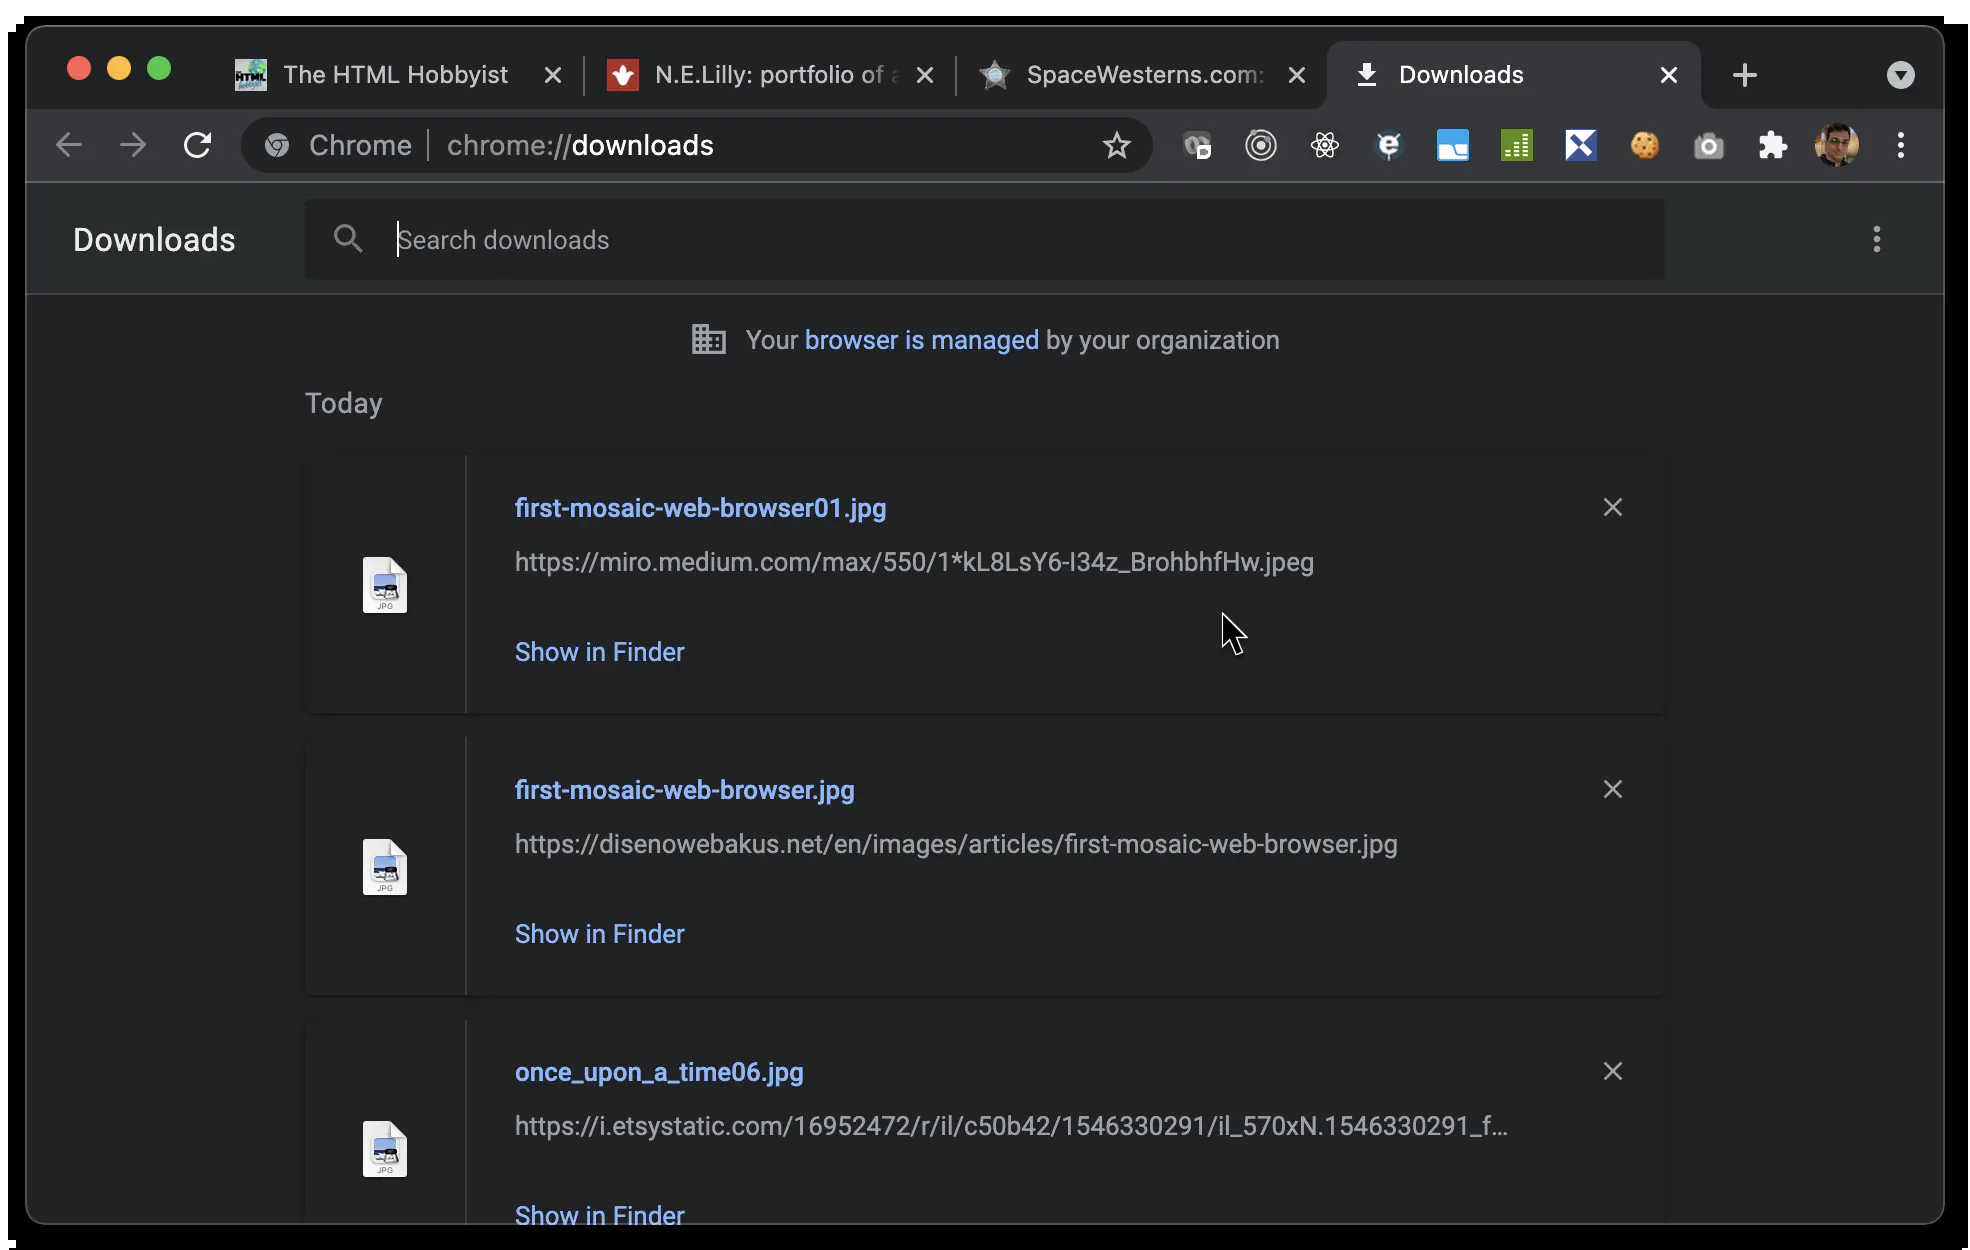 The HTML Hobbyist
N.E.Lilly: portfolio of a
SpaceWesterns.com:
Downloads
Chrome
chrome://downloads
Downloads
Search downloads
Your browser is managed by your organization
Today
first-mosaic-web-browser01.jpg
https://miro.medium.com/max/550/1*kL8LsY6-I34z_BrohbhfHw.jpeg
JPG
Show in Finder
first-mosaic-web-browser.jpg
https://disenowebakus.net/en/images/articles/first-mosaic-web-browser.jpg
JPG
Show in Finder
once_upon_a_time06.jpg
https://i.etsystatic.com/16952472/r/il/c50b42/1546330291/il_570xN.1546330291_f...
JPG
Show in Finder